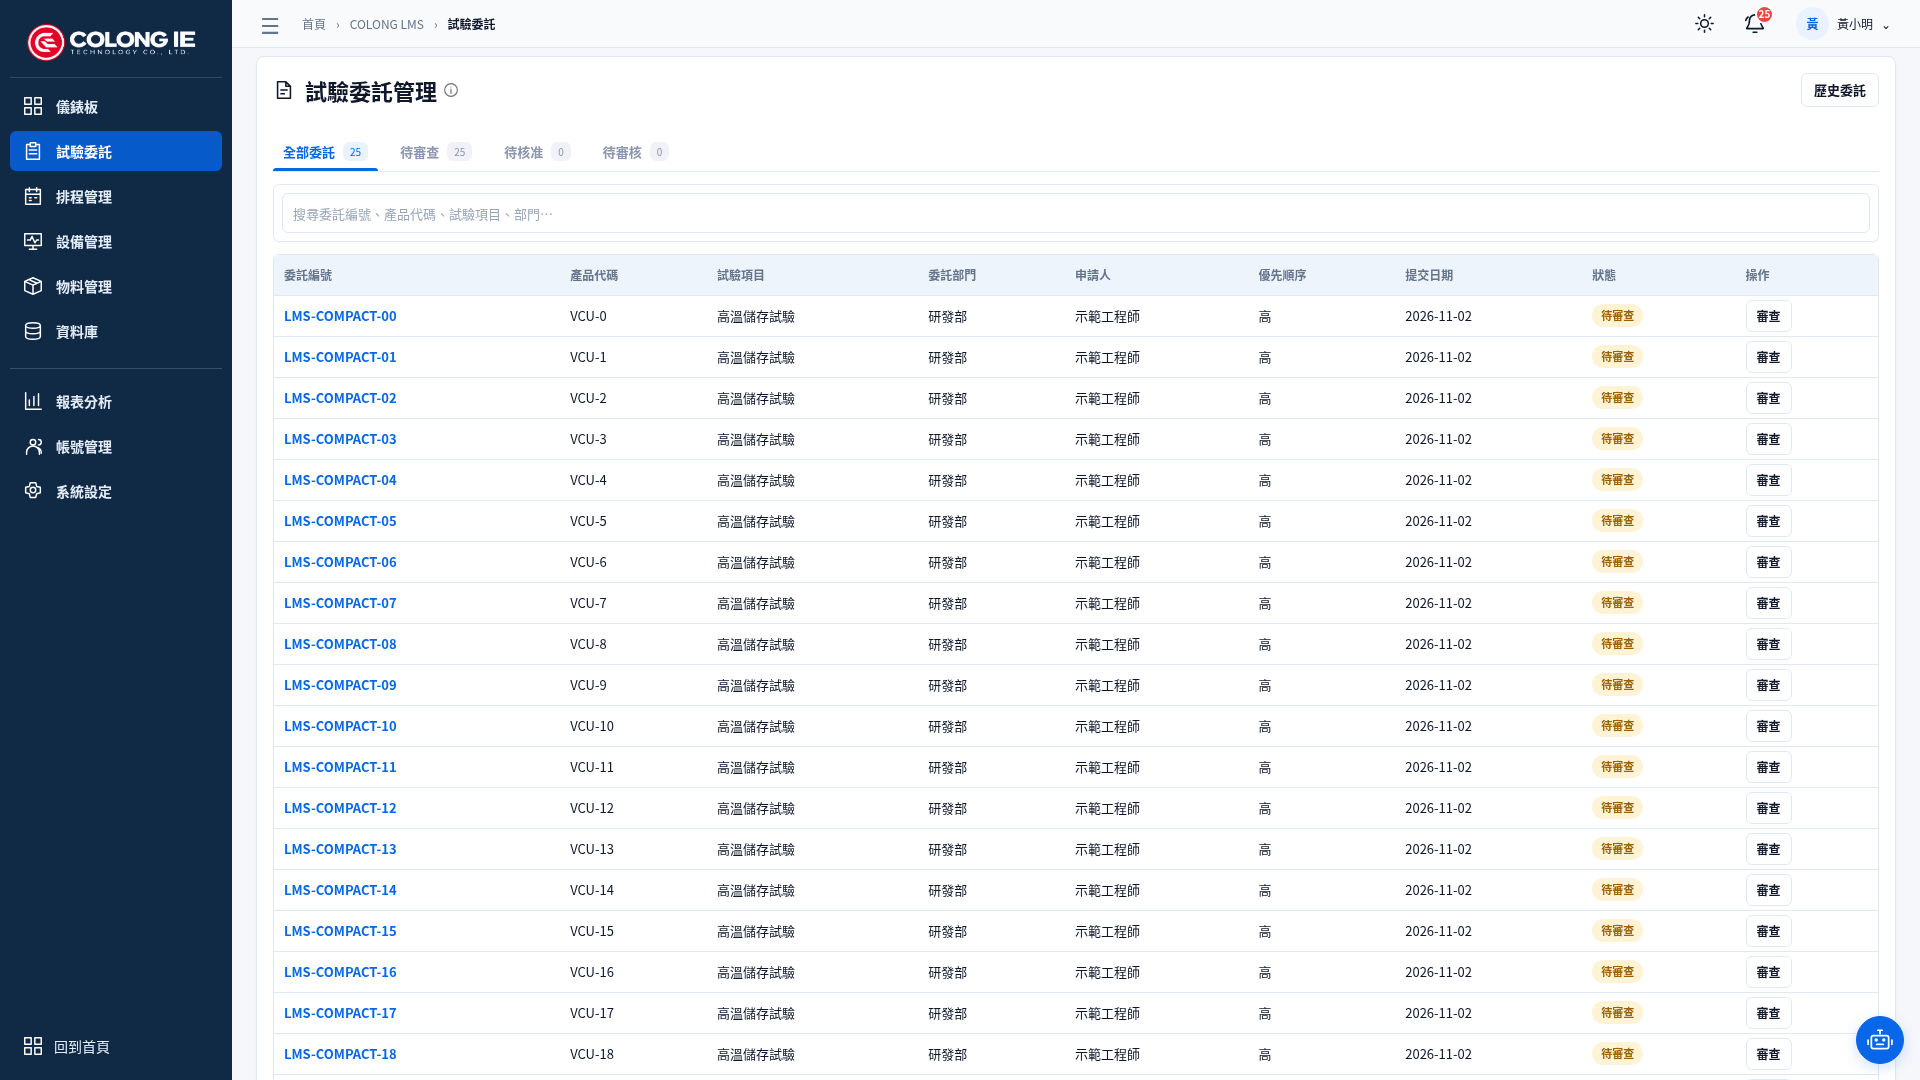 COLONG IE
TECHNOLOGY CO., LTD.
儀錶板
試驗委託
排程管理
設備管理
物料管理
資料庫
報表分析
帳號管理
系統設定
回到首頁
首頁 › COLONG LMS › 試驗委託
25
黃 黃小明
試驗委託管理
歷史委託
全部委託 25 待審查 25 待核准 0 待審核 0
搜尋委託編號、產品代碼、試驗項目、部門…
委託編號 產品代碼 試驗項目 委託部門 申請人 優先順序 提交日期 狀態 操作
LMS-COMPACT-00 VCU-0 高溫儲存試驗 研發部 示範工程師 高 2026-11-02 待審查 審查
LMS-COMPACT-01 VCU-1 高溫儲存試驗 研發部 示範工程師 高 2026-11-02 待審查 審查
LMS-COMPACT-02 VCU-2 高溫儲存試驗 研發部 示範工程師 高 2026-11-02 待審查 審查
LMS-COMPACT-03 VCU-3 高溫儲存試驗 研發部 示範工程師 高 2026-11-02 待審查 審查
LMS-COMPACT-04 VCU-4 高溫儲存試驗 研發部 示範工程師 高 2026-11-02 待審查 審查
LMS-COMPACT-05 VCU-5 高溫儲存試驗 研發部 示範工程師 高 2026-11-02 待審查 審查
LMS-COMPACT-06 VCU-6 高溫儲存試驗 研發部 示範工程師 高 2026-11-02 待審查 審查
LMS-COMPACT-07 VCU-7 高溫儲存試驗 研發部 示範工程師 高 2026-11-02 待審查 審查
LMS-COMPACT-08 VCU-8 高溫儲存試驗 研發部 示範工程師 高 2026-11-02 待審查 審查
LMS-COMPACT-09 VCU-9 高溫儲存試驗 研發部 示範工程師 高 2026-11-02 待審查 審查
LMS-COMPACT-10 VCU-10 高溫儲存試驗 研發部 示範工程師 高 2026-11-02 待審查 審查
LMS-COMPACT-11 VCU-11 高溫儲存試驗 研發部 示範工程師 高 2026-11-02 待審查 審查
LMS-COMPACT-12 VCU-12 高溫儲存試驗 研發部 示範工程師 高 2026-11-02 待審查 審查
LMS-COMPACT-13 VCU-13 高溫儲存試驗 研發部 示範工程師 高 2026-11-02 待審查 審查
LMS-COMPACT-14 VCU-14 高溫儲存試驗 研發部 示範工程師 高 2026-11-02 待審查 審查
LMS-COMPACT-15 VCU-15 高溫儲存試驗 研發部 示範工程師 高 2026-11-02 待審查 審查
LMS-COMPACT-16 VCU-16 高溫儲存試驗 研發部 示範工程師 高 2026-11-02 待審查 審查
LMS-COMPACT-17 VCU-17 高溫儲存試驗 研發部 示範工程師 高 2026-11-02 待審查 審查
LMS-COMPACT-18 VCU-18 高溫儲存試驗 研發部 示範工程師 高 2026-11-02 待審查 審查